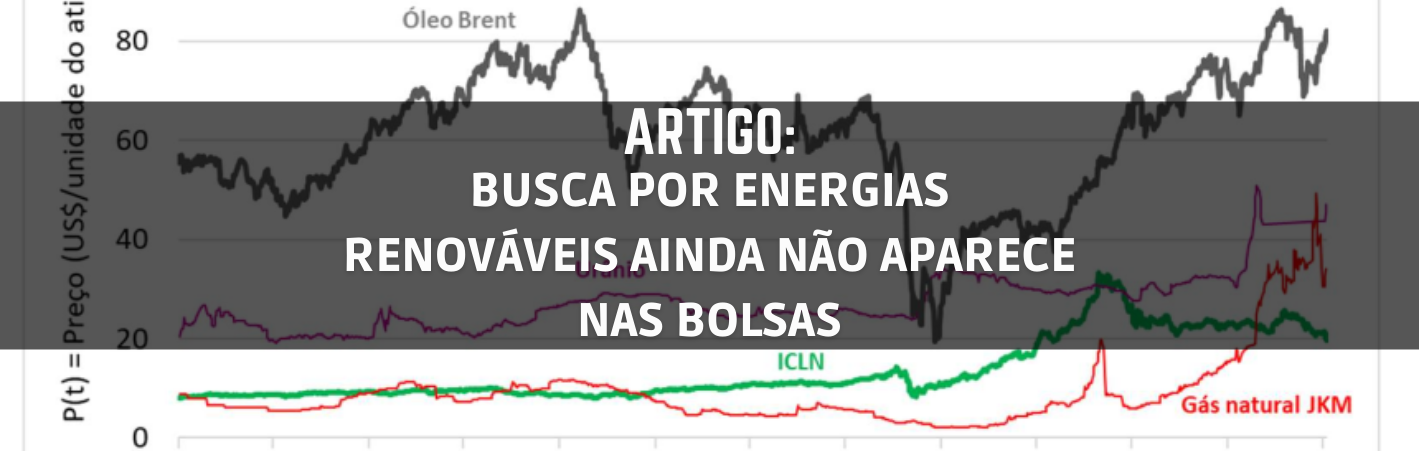 Óleo Brent
P(t) = Preço (US$/unidade do ati
80
60
40
20
0
ARTIGO:
BUSCA POR ENERGIAS
RENOVÁVEIS AINDA NÃO APARECE
NAS BOLSAS
Urânio
ICLN
Gás natural JKM